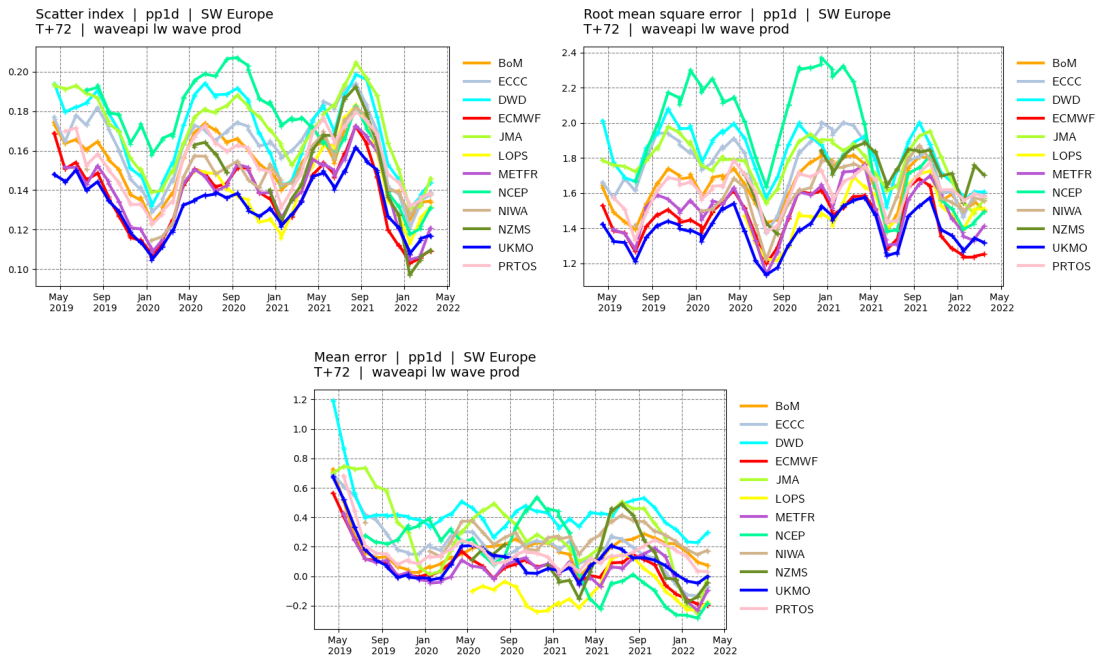 Scatter index | pp1d | SW Europe
T+72 | waveapi lw wave prod
0.20
0.18
0.16
0.14
0.12
0.10
May 2019
Sep 2019
Jan 2020
May 2020
Sep 2020
Jan 2021
May 2021
Sep 2021
Jan 2022
May 2022
BoM
ECCC
DWD
ECMWF
JMA
LOPS
METFR
NCEP
NIWA
NZMS
UKMO
PRTOS
Root mean square error | pp1d | SW Europe
T+72 | waveapi lw wave prod
2.4
2.2
2.0
1.8
1.6
1.4
1.2
May 2019
Sep 2019
Jan 2020
May 2020
Sep 2020
Jan 2021
May 2021
Sep 2021
Jan 2022
May 2022
BoM
ECCC
DWD
ECMWF
JMA
LOPS
METFR
NCEP
NIWA
NZMS
UKMO
PRTOS
Mean error | pp1d | SW Europe
T+72 | waveapi lw wave prod
1.2
1.0
0.8
0.6
0.4
0.2
0.0
−0.2
May 2019
Sep 2019
Jan 2020
May 2020
Sep 2020
Jan 2021
May 2021
Sep 2021
Jan 2022
May 2022
BoM
ECCC
DWD
ECMWF
JMA
LOPS
METFR
NCEP
NIWA
NZMS
UKMO
PRTOS